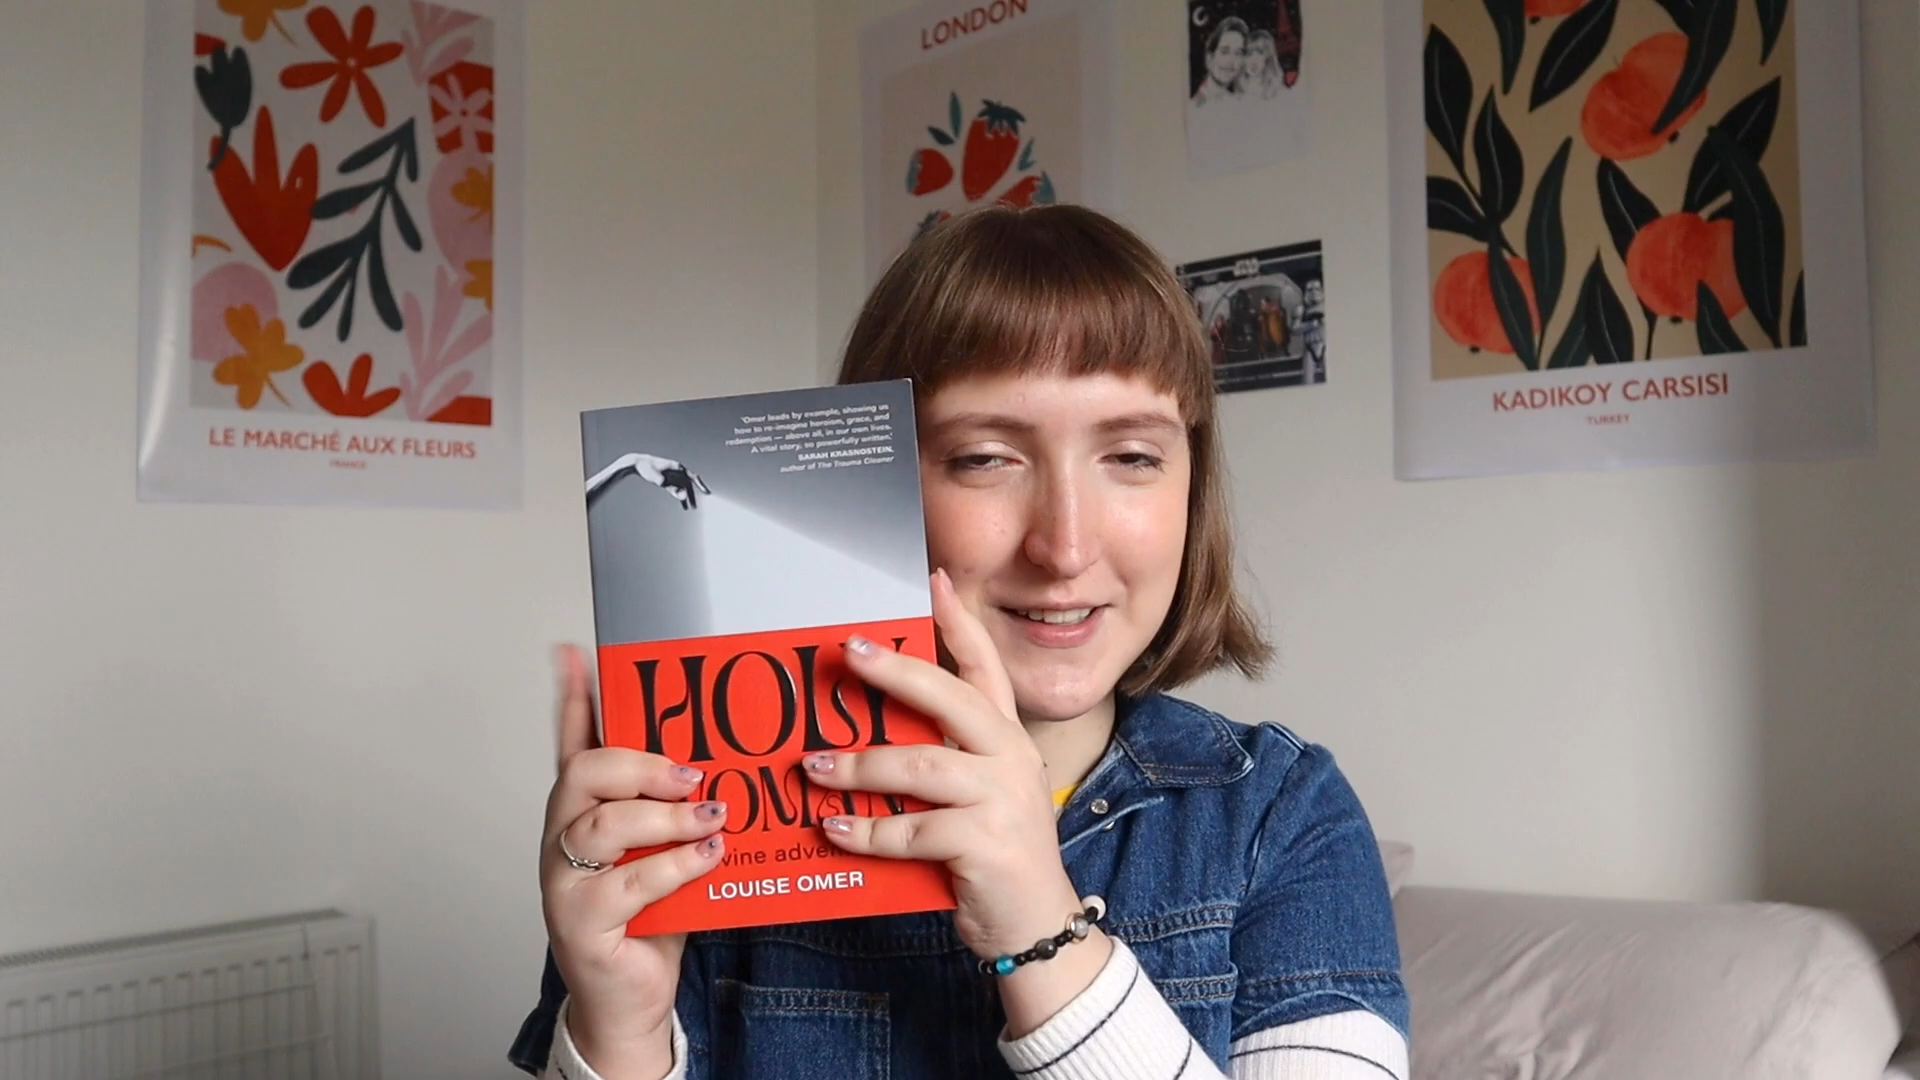 LONDON
LE MARCHÉ AUX FLEURS
FRANCE
STAR
WARS
KADIKOY CARSISI
TURKEY
'Omer leads by example, showing us
how to re-imagine heroism, grace, and
redemption — above all, in our own lives.
A vital story, so powerfully written.'
SARAH KRASNOSTEIN,
author of The Trauma Cleaner
HOLY
LOUISE OMER